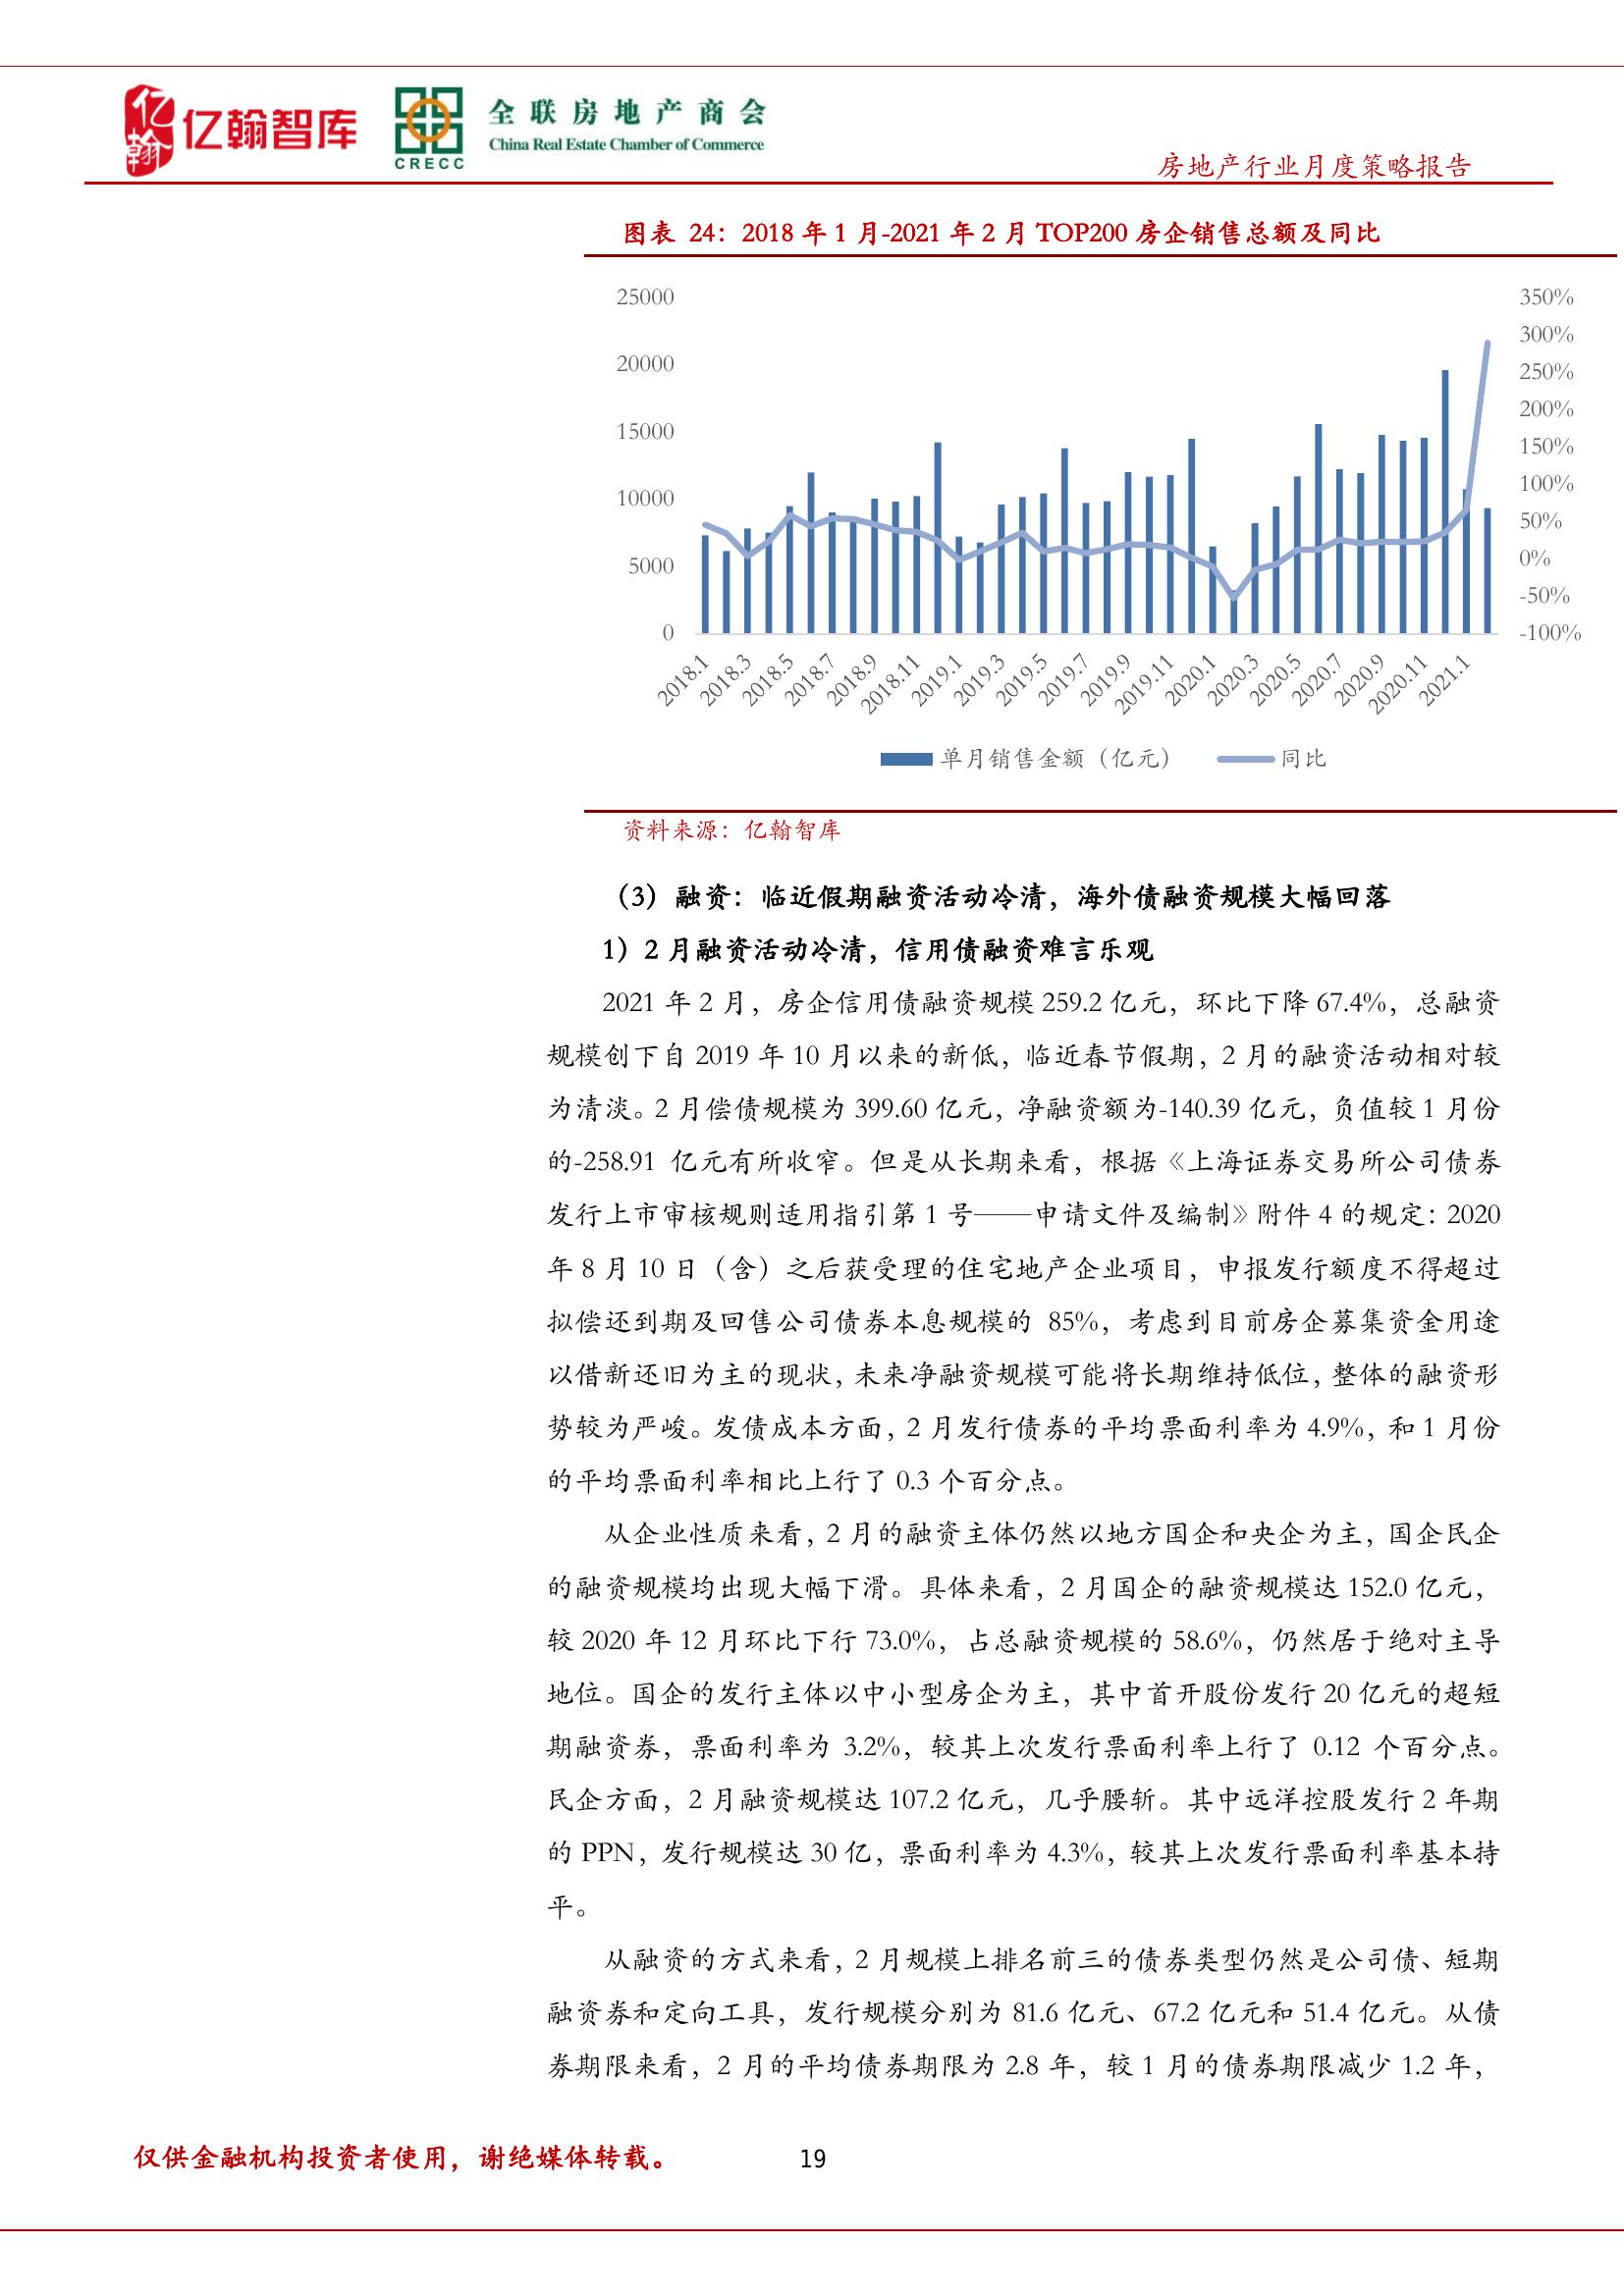 亿翰 亿翰智库
CRECC
全联房地产商会
China Real Estate Chamber of Commerce
房地产行业月度策略报告
图表 24：2018 年 1 月-2021 年 2 月 TOP200 房企销售总额及同比
25000
20000
15000
10000
5000
0
350%
300%
250%
200%
150%
100%
50%
0%
-50%
-100%
2018.1
2018.3
2018.5
2018.7
2018.9
2018.11
2019.1
2019.3
2019.5
2019.7
2019.9
2019.11
2020.1
2020.3
2020.5
2020.7
2020.9
2020.11
2021.1
单月销售金额（亿元） 同比
资料来源：亿翰智库
（3）融资：临近假期融资活动冷清，海外债融资规模大幅回落
1）2 月融资活动冷清，信用债融资难言乐观
2021 年 2 月，房企信用债融资规模 259.2 亿元，环比下降 67.4%，总融资
规模创下自 2019 年 10 月以来的新低，临近春节假期，2 月的融资活动相对较
为清淡。2 月偿债规模为 399.60 亿元，净融资额为-140.39 亿元，负值较 1 月份
的-258.91 亿元有所收窄。但是从长期来看，根据《上海证券交易所公司债券
发行上市审核规则适用指引第 1 号——申请文件及编制》附件 4 的规定：2020
年 8 月 10 日（含）之后获受理的住宅地产企业项目，申报发行额度不得超过
拟偿还到期及回售公司债券本息规模的 85%，考虑到目前房企募集资金用途
以借新还旧为主的现状，未来净融资规模可能将长期维持低位，整体的融资形
势较为严峻。发债成本方面，2 月发行债券的平均票面利率为 4.9%，和 1 月份
的平均票面利率相比上行了 0.3 个百分点。
从企业性质来看，2 月的融资主体仍然以地方国企和央企为主，国企民企
的融资规模均出现大幅下滑。具体来看，2 月国企的融资规模达 152.0 亿元，
较 2020 年 12 月环比下行 73.0%，占总融资规模的 58.6%，仍然居于绝对主导
地位。国企的发行主体以中小型房企为主，其中首开股份发行 20 亿元的超短
期融资券，票面利率为 3.2%，较其上次发行票面利率上行了 0.12 个百分点。
民企方面，2 月融资规模达 107.2 亿元，几乎腰斩。其中远洋控股发行 2 年期
的 PPN，发行规模达 30 亿，票面利率为 4.3%，较其上次发行票面利率基本持
平。
从融资的方式来看，2 月规模上排名前三的债券类型仍然是公司债、短期
融资券和定向工具，发行规模分别为 81.6 亿元、67.2 亿元和 51.4 亿元。从债
券期限来看，2 月的平均债券期限为 2.8 年，较 1 月的债券期限减少 1.2 年，
仅供金融机构投资者使用，谢绝媒体转载。 19